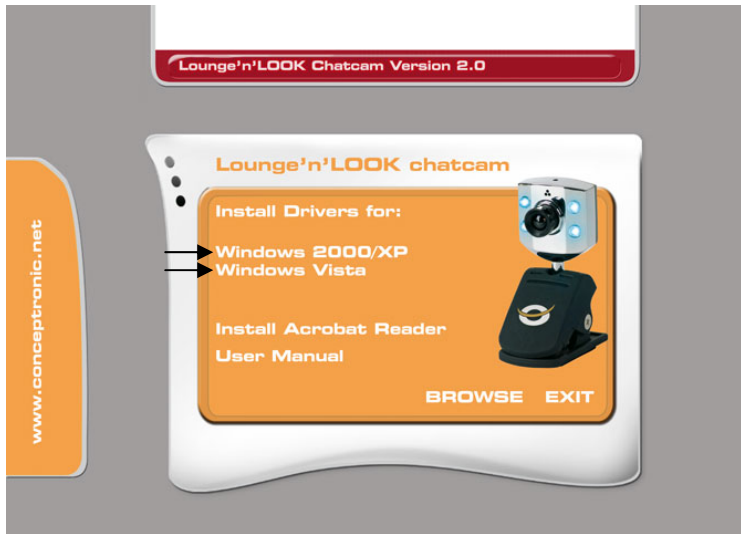 Lounge'n'LOOK Chatcam Version 2.0
www.conceptronic.net
Lounge'n'LOOK chatcam
Install Drivers for:
Windows 2000/XP
Windows Vista
Install Acrobat Reader
User Manual
BROWSE EXIT